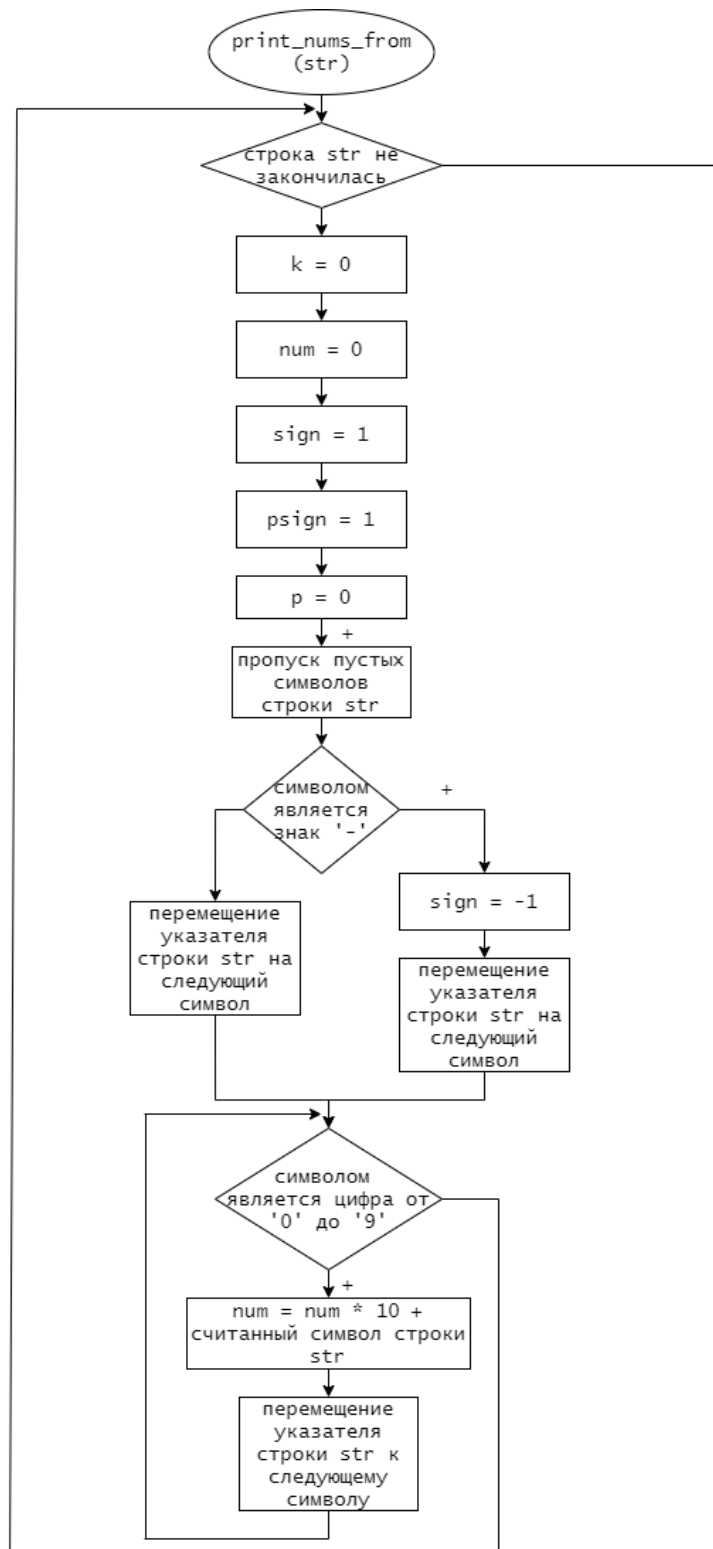 print_nums_from
(str)
строка str не
закончилась
k = 0
num = 0
sign = 1
psign = 1
p = 0
+
пропуск пустых
символов
строки str
символом
является
знак '-'
+
перемещение
указателя
строки str на
следующий
символ
sign = -1
перемещение
указателя
строки str на
следующий
символ
символом
является цифра от
'0' до '9'
+
num = num * 10 +
считанный символ строки
str
перемещение
указателя
строки str к
следующему
символу